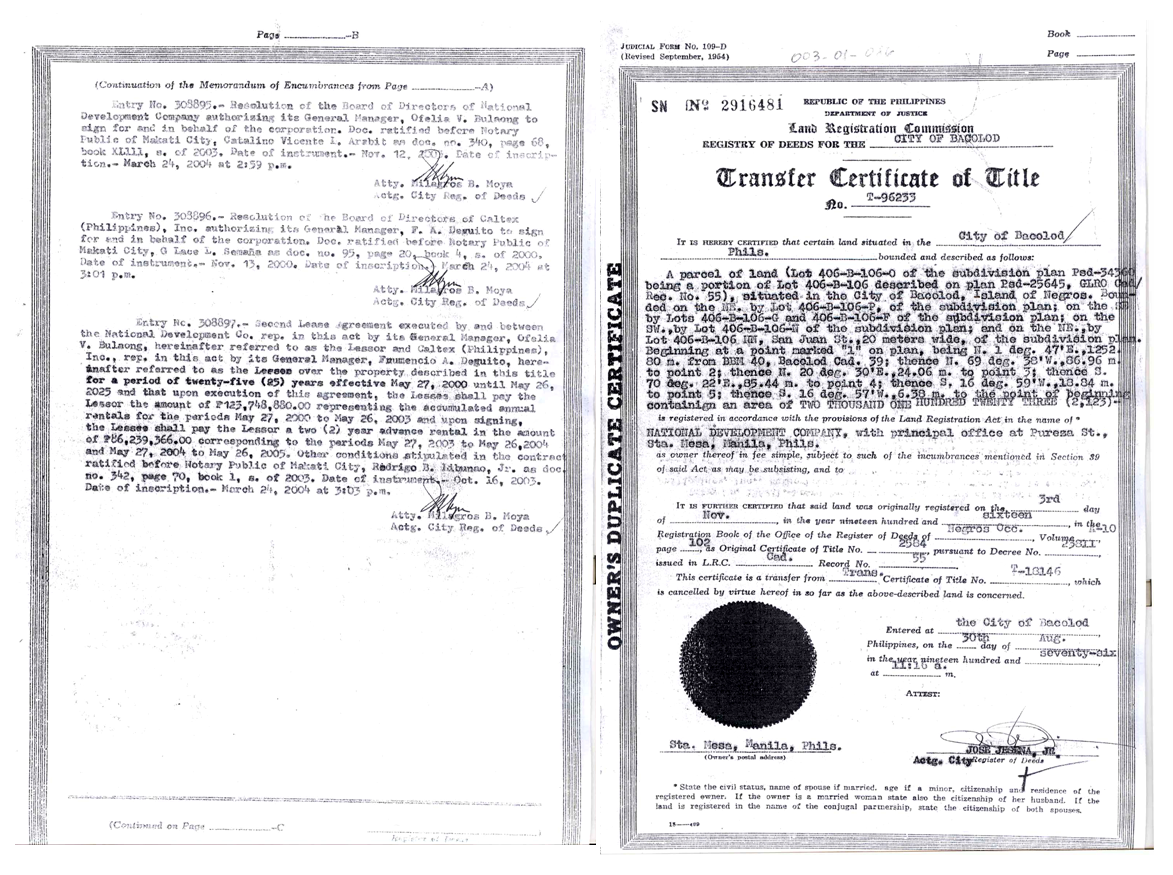 Page ............-B
(Continuation of the Memorandum of Encumbrances from Page ............-A)
Entry No. 308895.- Resolution of the Board of Directors of National
Development Company authorizing its General Manager, Ofelia V. Bulaong to
sign for and in behalf of the corporation. Doc. ratified before Notary
Public of Makati City, Catalino Vicente L. Arabit as doc. no. 340, page 68,
book XLIII, s. of 2003. Date of instrument.- Nov. 12, 2003. Date of inscrip-
tion.- March 24, 2004 at 2:59 p.m.
Atty. Milagros B. Moya
Actg. City Reg. of Deeds
Entry No. 308896.- Resolution of the Board of Directors of Caltex
(Philippines), Inc. authorizing its General Manager, F. A. Deguito to sign
for and in behalf of the corporation. Doc. ratified before Notary Public of
Makati City, G Lace L. Semaña as doc. no. 95, page 20, book 4, s. of 2000.
Date of instrument.- Nov. 13, 2000. Date of inscription. March 24, 2004 at
3:01 p.m.
Atty. Milagros B. Moya
Actg. City Reg. of Deeds
Entry No. 308897.- Second Lease Agreement executed by and between
the National Development Co. rep. in this act by its General Manager, Ofelia
V. Bulaong, hereinafter referred to as the Lessor and Caltex (Philippines),
Inc., rep. in this act by its General Manager, Frumencio A. Deguito, here-
inafter referred to as the Lessee over the property described in this title
for a period of twenty-five (25) years effective May 27, 2000 until May 26,
2025 and that upon execution of this agreement, the Lessee shall pay the
Lessor the amount of ₱123,748,880.00 representing the accumulated annual
rentals for the periods May 27, 2000 to May 26, 2003 and upon signing,
the Lessee shall pay the Lessor a two (2) year advance rental in the amount
of ₱86,239,366.00 corresponding to the periods May 27, 2003 to May 26,2004
and May 27, 2004 to May 26, 2005. Other conditions stipulated in the contract
ratified before Notary Public of Makati City, Rodrigo B. Libunao, Jr. as doc.
no. 342, page 70, book 1, s. of 2003. Date of instrument.- Oct. 16, 2003.
Date of inscription.- March 24, 2004 at 3:03 p.m.
Atty. Milagros B. Moya
Actg. City Reg. of Deeds
(Continued on Page ............-C
Register of Deeds
JUDICIAL FORM NO. 109-D
(Revised September, 1954)
Book ............
Page ............
SN Nº 2916481
REPUBLIC OF THE PHILIPPINES
DEPARTMENT OF JUSTICE
Land Registration Commission
REGISTRY OF DEEDS FOR THE CITY OF BACOLOD
Transfer Certificate of Title
No. T-96233
OWNER'S DUPLICATE CERTIFICATE
IT IS HEREBY CERTIFIED that certain land situated in the City of Bacolod
Phils. bounded and described as follows:
A parcel of land (Lot 406-B-106-O of the subdivision plan Psd-34360
being a portion of Lot 406-B-106 described on plan Psd-25645, GLRO Cad/
Rec. No. 55), situated in the City of Bacolod, Island of Negros. Boun-
ded on the NE. by Lot 406-B-106-P, of the subdivision plan; on the SE
by Lots 406-B-106-G and 406-B-106-F of the subdivision plan; on the
SW.,by Lot 406-B-106-N of the subdivision plan; and on the NE.,by
Lot 406-B-106 NN, San Juan St.,20 meters wide, of the subdivision plan.
Beginning at a point marked "1" on plan, being N. 1 deg. 47'E.,1252.
80 m. from BBM 49, Bacolod Cad. 39; thence N. 69 deg. 38'W.,86.96 m.
to point 2; thence N. 20 deg. 30'E.,24.06 m. to point 3; thence S.
70 deg. 22'E.,85.44 m. to point 4; thence S. 16 deg. 59'W.,18.84 m.
to point 5; thence S. 16 deg. 57'W.,6.38 m. to the point of beginning
containign an area of TWO THOUSAND ONE HUNDRED TWENTY THREE (2,123)-
is registered in accordance with the provisions of the Land Registration Act in the name of *
NATIONAL DEVELOPMENT COMPANY, with principal office at Pureza St.,
Sta. Mesa, Manila, Phils.
as owner thereof in fee simple, subject to such of the incumbrances mentioned in Section 39
of said Act as may be subsisting, and to
IT IS FURTHER CERTIFIED that said land was originally registered on the 3rd day
of Nov., in the year nineteen hundred and sixteen, in the
Registration Book of the Office of the Register of Deeds of Negros Occ., Volume A-10
page 102, as Original Certificate of Title No. 2584 pursuant to Decree No. 23811
issued in L.R.C. Cad. Record No. 55
This certificate is a transfer from Trans. Certificate of Title No. T-18146, which
is cancelled by virtue hereof in so far as the above-described land is concerned.
Entered at the City of Bacolod
Philippines, on the 30th day of Aug.
in the year nineteen hundred and seventy-six
at 11:16 a. m.
ATTEST:
Sta. Mesa, Manila, Phils.
(Owner's postal address)
JOSE JESENA, JR.
Actg. City Register of Deeds
* State the civil status, name of spouse if married, age if a minor, citizenship and residence of the
registered owner. If the owner is a married woman state also the citizenship of her husband. If the
land is registered in the name of the conjugal partnership, state the citizenship of both spouses.